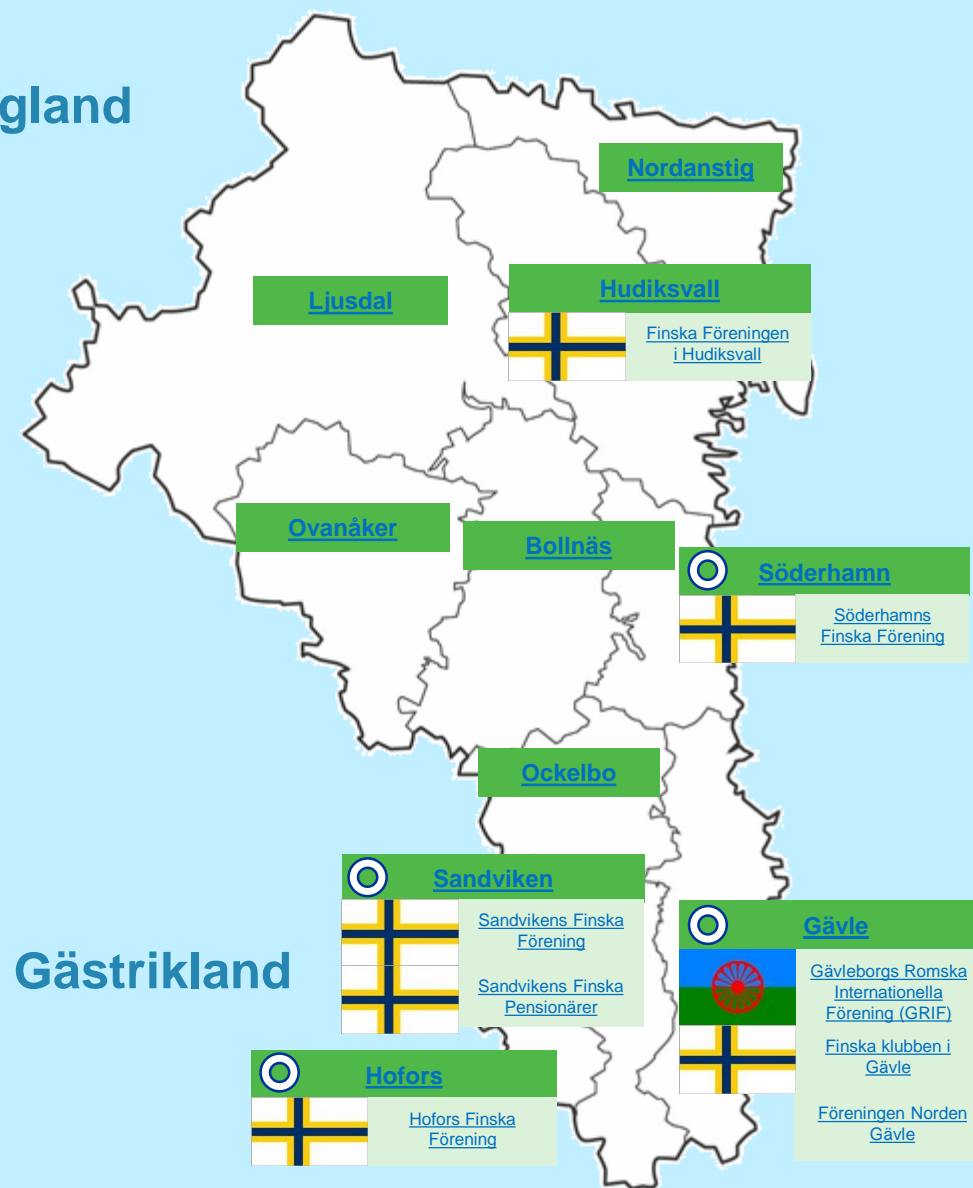 gland
Nordanstig
Hudiksvall
Ljusdal
Finska Föreningen
i Hudiksvall
Ovanåker
Bollnäs
Söderhamn
Söderhamns
Finska Förening
Ockelbo
Sandviken
Sandvikens Finska
Förening
Sandvikens Finska
Pensionärer
Gästrikland
Gävle
Gävleborgs Romska
Internationella
Förening (GRIF)
Finska klubben i
Gävle
Föreningen Norden
Gävle
Hofors
Hofors Finska
Förening